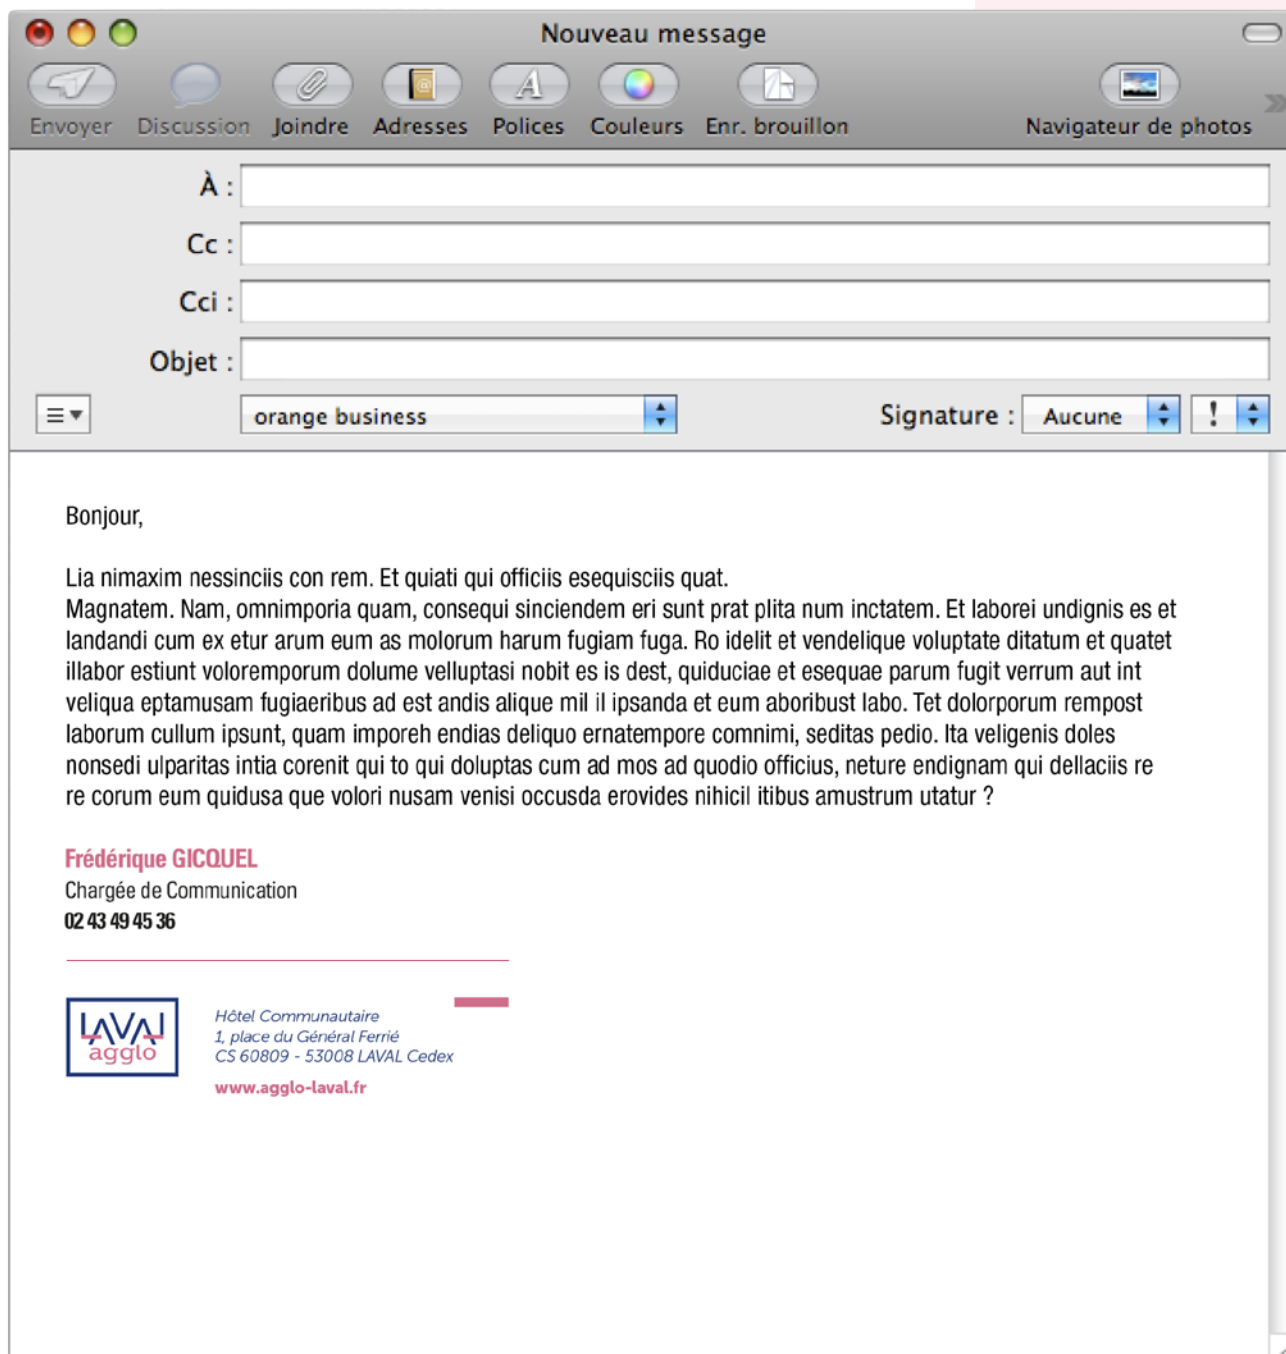 Nouveau message
Envoyer Discussion Joindre Adresses Polices Couleurs Enr. brouillon Navigateur de photos
À :
Cc :
Cci :
Objet :
orange business Signature : Aucune !
Bonjour,
Lia nimaxim nessinciis con rem. Et quiati qui officiis esequisciis quat.
Magnatem. Nam, omnimporia quam, consequi sinciendem eri sunt prat plita num inctatem. Et laborei undignis es et
landandi cum ex etur arum eum as molorum harum fugiam fuga. Ro idelit et vendelique voluptate ditatum et quatet
illabor estiunt voloremporum dolume velluptasi nobit es is dest, quiduciae et esequae parum fugit verrum aut int
veliqua eptamusam fugiaeribus ad est andis alique mil il ipsanda et eum aboribust labo. Tet dolorporum rempost
laborum cullum ipsunt, quam imporeh endias deliquo ernatempore comnimi, seditas pedio. Ita veligenis doles
nonsedi ulparitas intia corenit qui to qui doluptas cum ad mos ad quodio officius, neture endignam qui dellaciis re
re corum eum quidusa que volori nusam venisi occusda erovides nihicil itibus amustrum utatur ?
Frédérique GICQUEL
Chargée de Communication
02 43 49 45 36
LAVAL
agglo
Hôtel Communautaire
1, place du Général Ferrié
CS 60809 - 53008 LAVAL Cedex
www.agglo-laval.fr